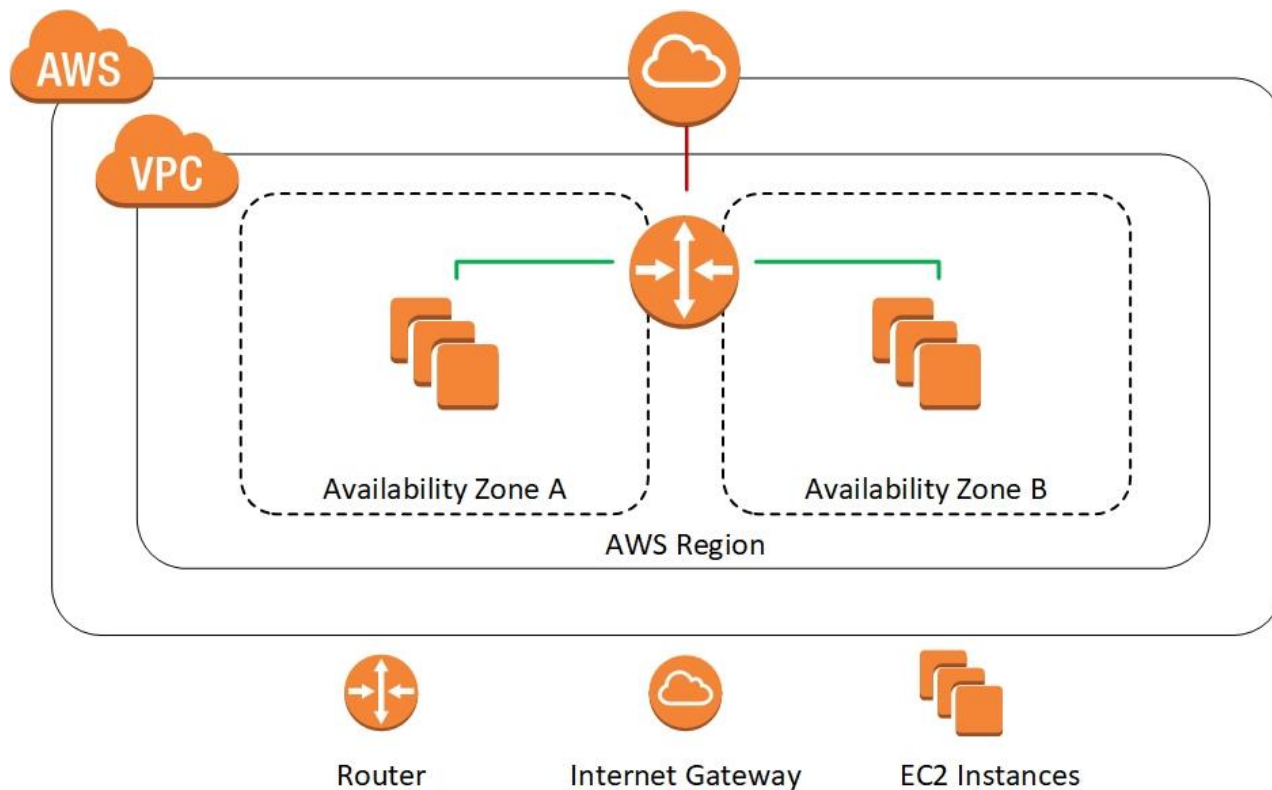 AWS
VPC
Availability Zone A
Availability Zone B
AWS Region
Router
Internet Gateway
EC2 Instances